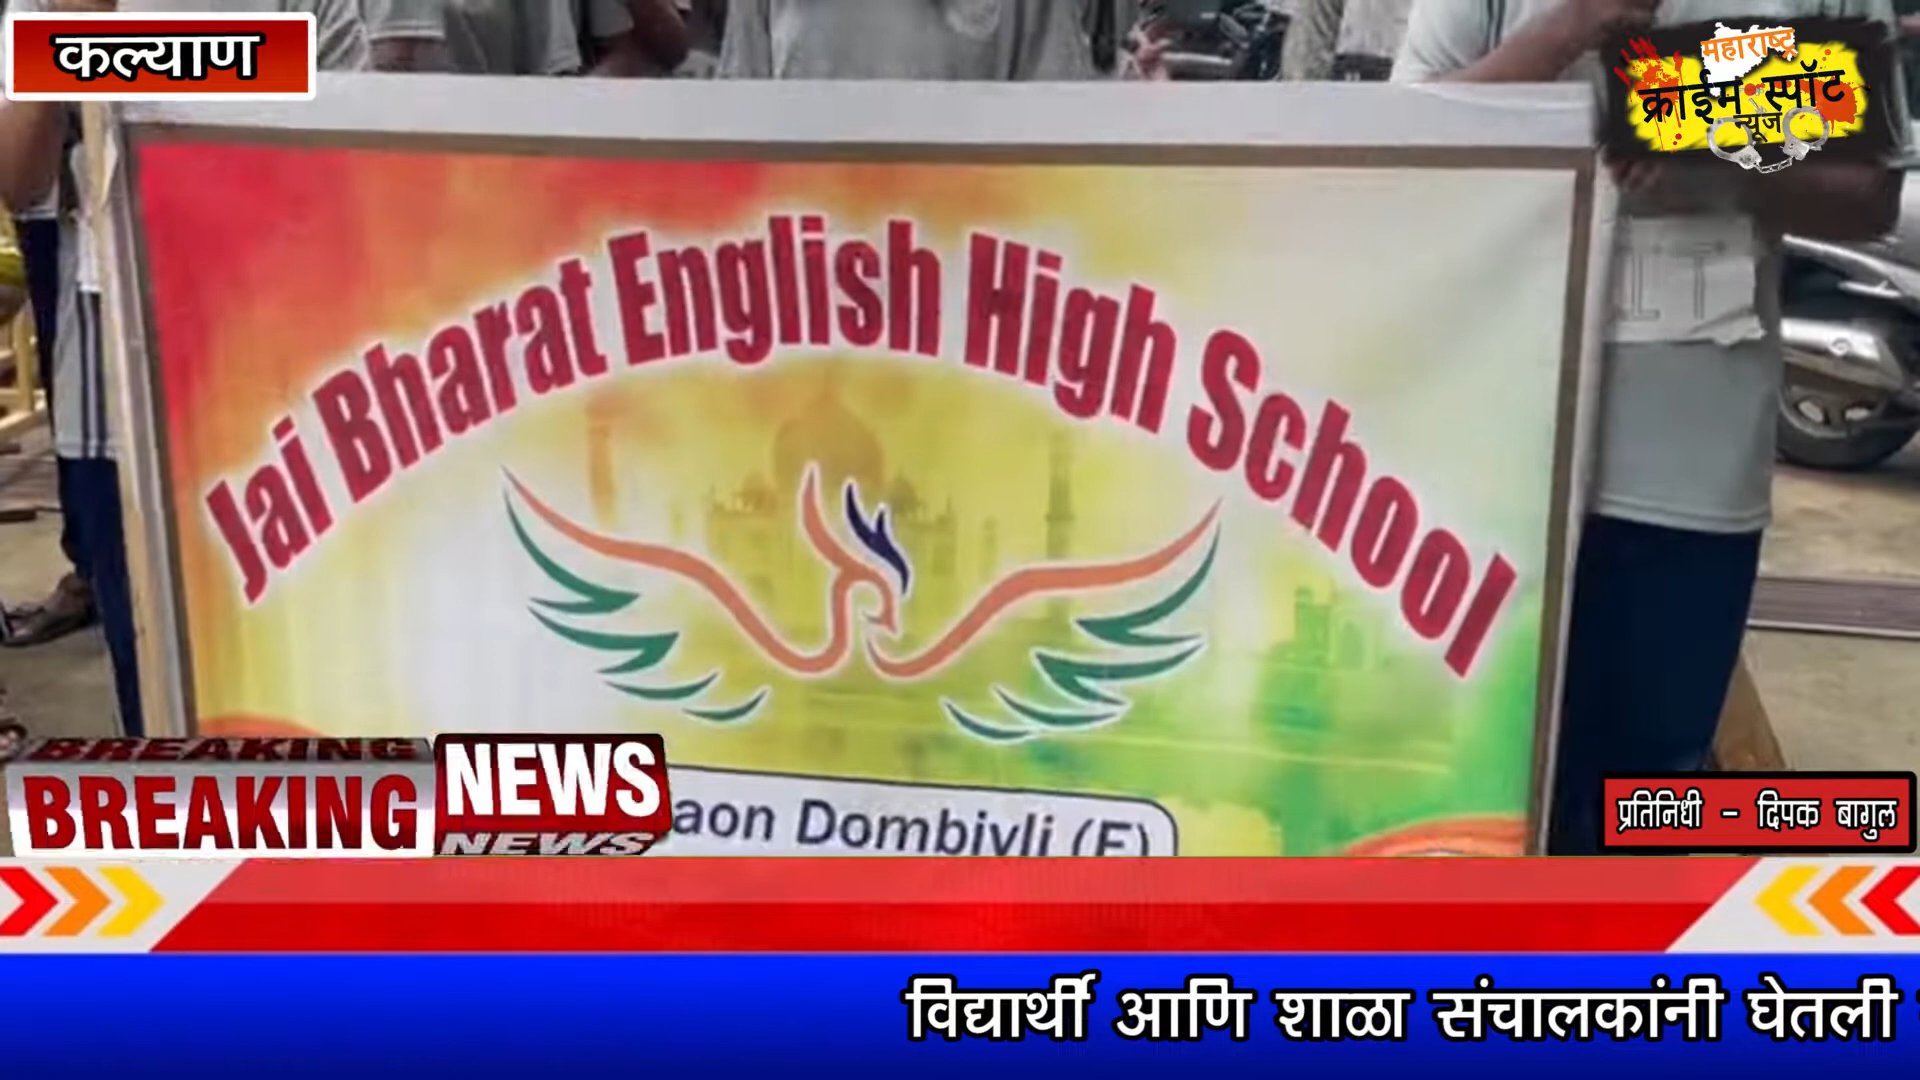 कल्याण
महाराष्ट्र
क्राईम स्पॉट
न्यूज
Jai Bharat English High School
LT
BREAKING
BREAKING
NEWS
NEWS
aon Dombivli (E)
प्रतिनिधी - दिपक बागुल
विद्यार्थी आणि शाळा संचालकांनी घेतली